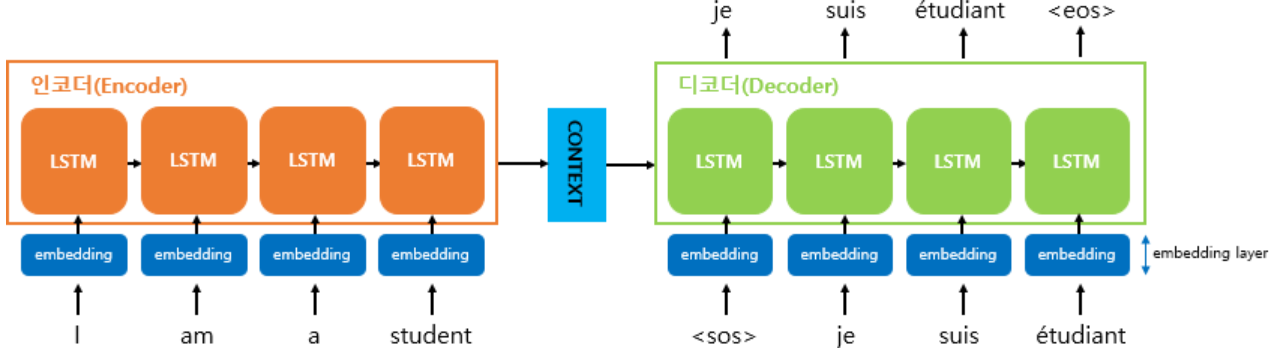 je suis étudiant <eos>
인코더(Encoder) 디코더(Decoder)
LSTM LSTM LSTM LSTM CONTEXT LSTM LSTM LSTM LSTM
embedding embedding embedding embedding embedding embedding embedding embedding embedding layer
I am a student <sos> je suis étudiant